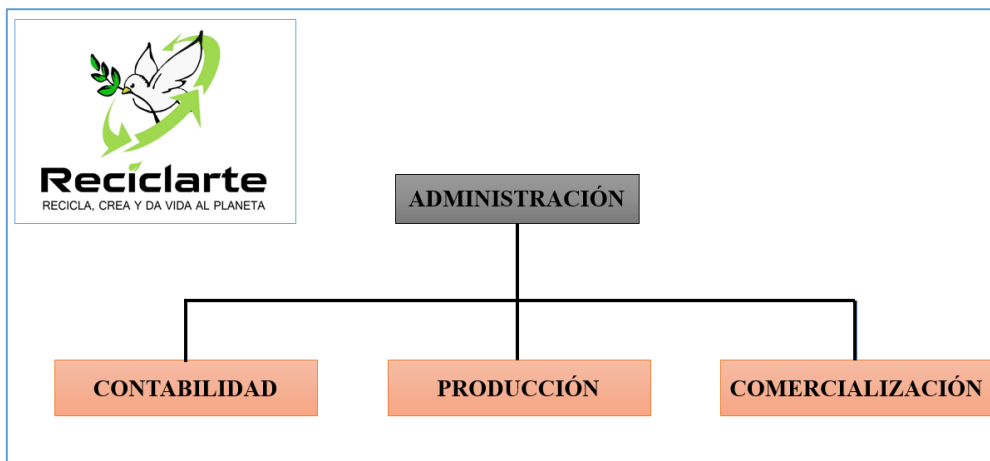 Reciclarte
RECICLA, CREA Y DA VIDA AL PLANETA
ADMINISTRACIÓN
CONTABILIDAD
PRODUCCIÓN
COMERCIALIZACIÓN